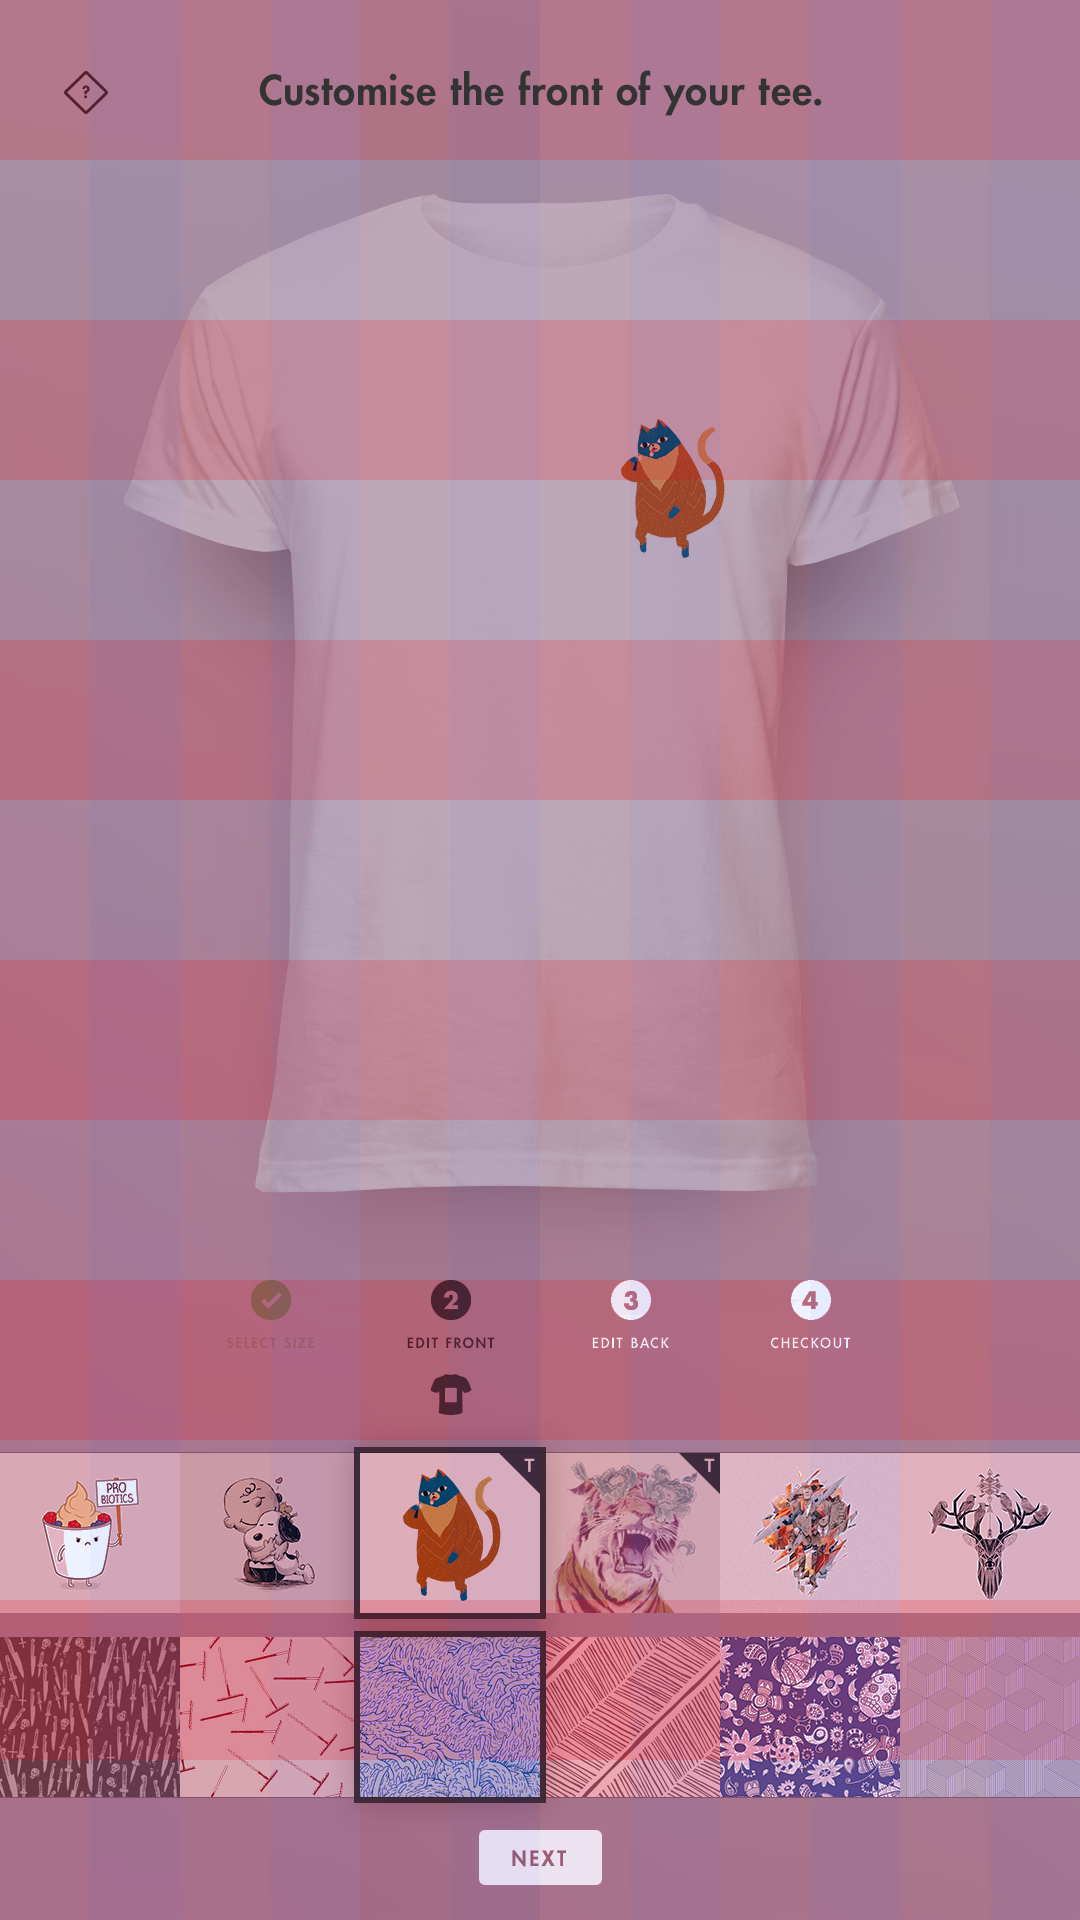 ?
Customise the front of your tee.
2
3
4
SELECT SIZE
EDIT FRONT
EDIT BACK
CHECKOUT
PRO
BIOTICS
T
T
NEXT